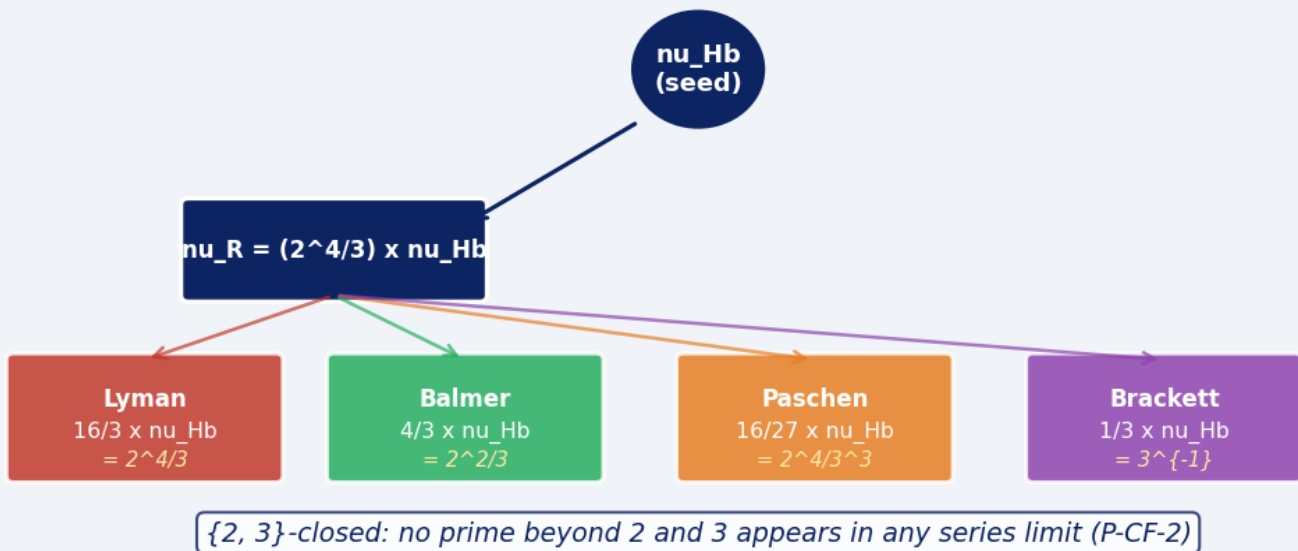 nu_Hb
(seed)
nu_R = (2^4/3) x nu_Hb
Lyman
16/3 x nu_Hb
= 2^4/3
Balmer
4/3 x nu_Hb
= 2^2/3
Paschen
16/27 x nu_Hb
= 2^4/3^3
Brackett
1/3 x nu_Hb
= 3^{-1}
{2, 3}-closed: no prime beyond 2 and 3 appears in any series limit (P-CF-2)